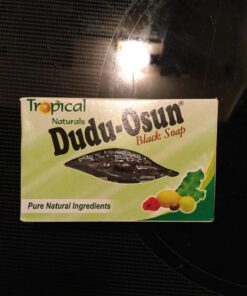 Tropical
Naturals
Dudu-Osun®
Black Soap
Pure Natural Ingredients